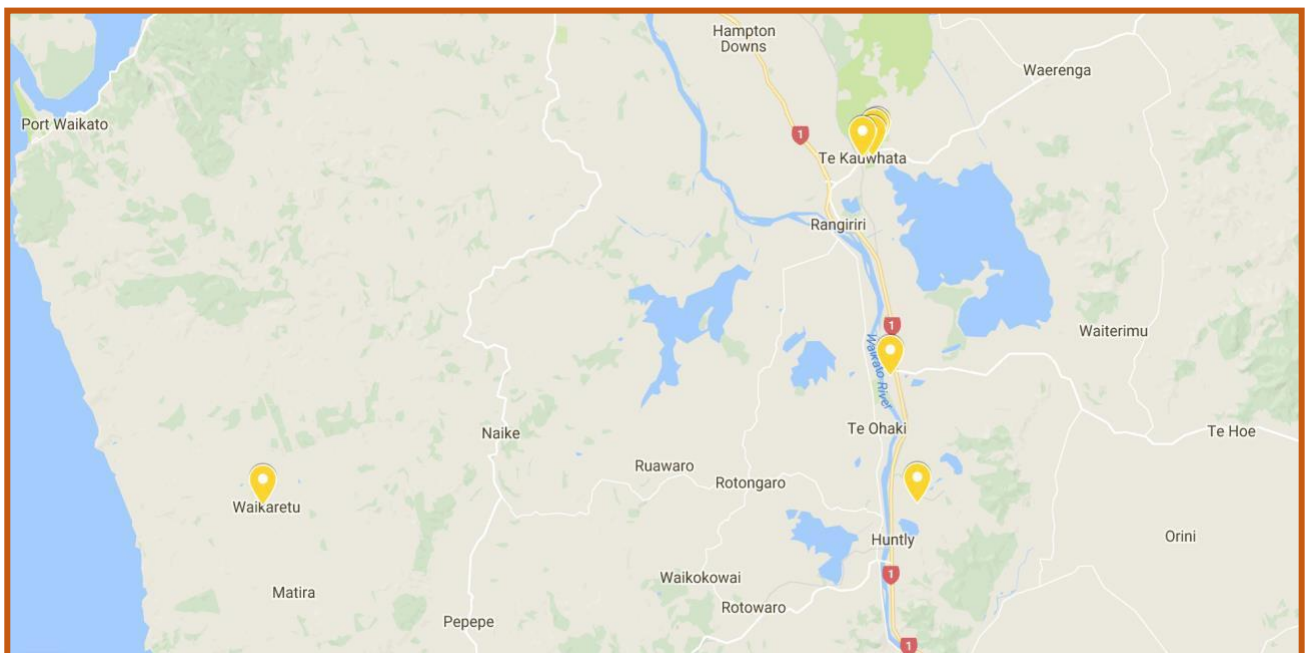 Hampton
Downs
Waerenga
Port Waikato
1
Te Kauwhata
Rangiriri
1
Waiterimu
Waikato River
Te Ohaki
Te Hoe
Naike
Ruawaro
Rotongaro
Waikaretu
Huntly
Orini
1
Waikokowai
Matira
Rotowaro
Pepepe
1